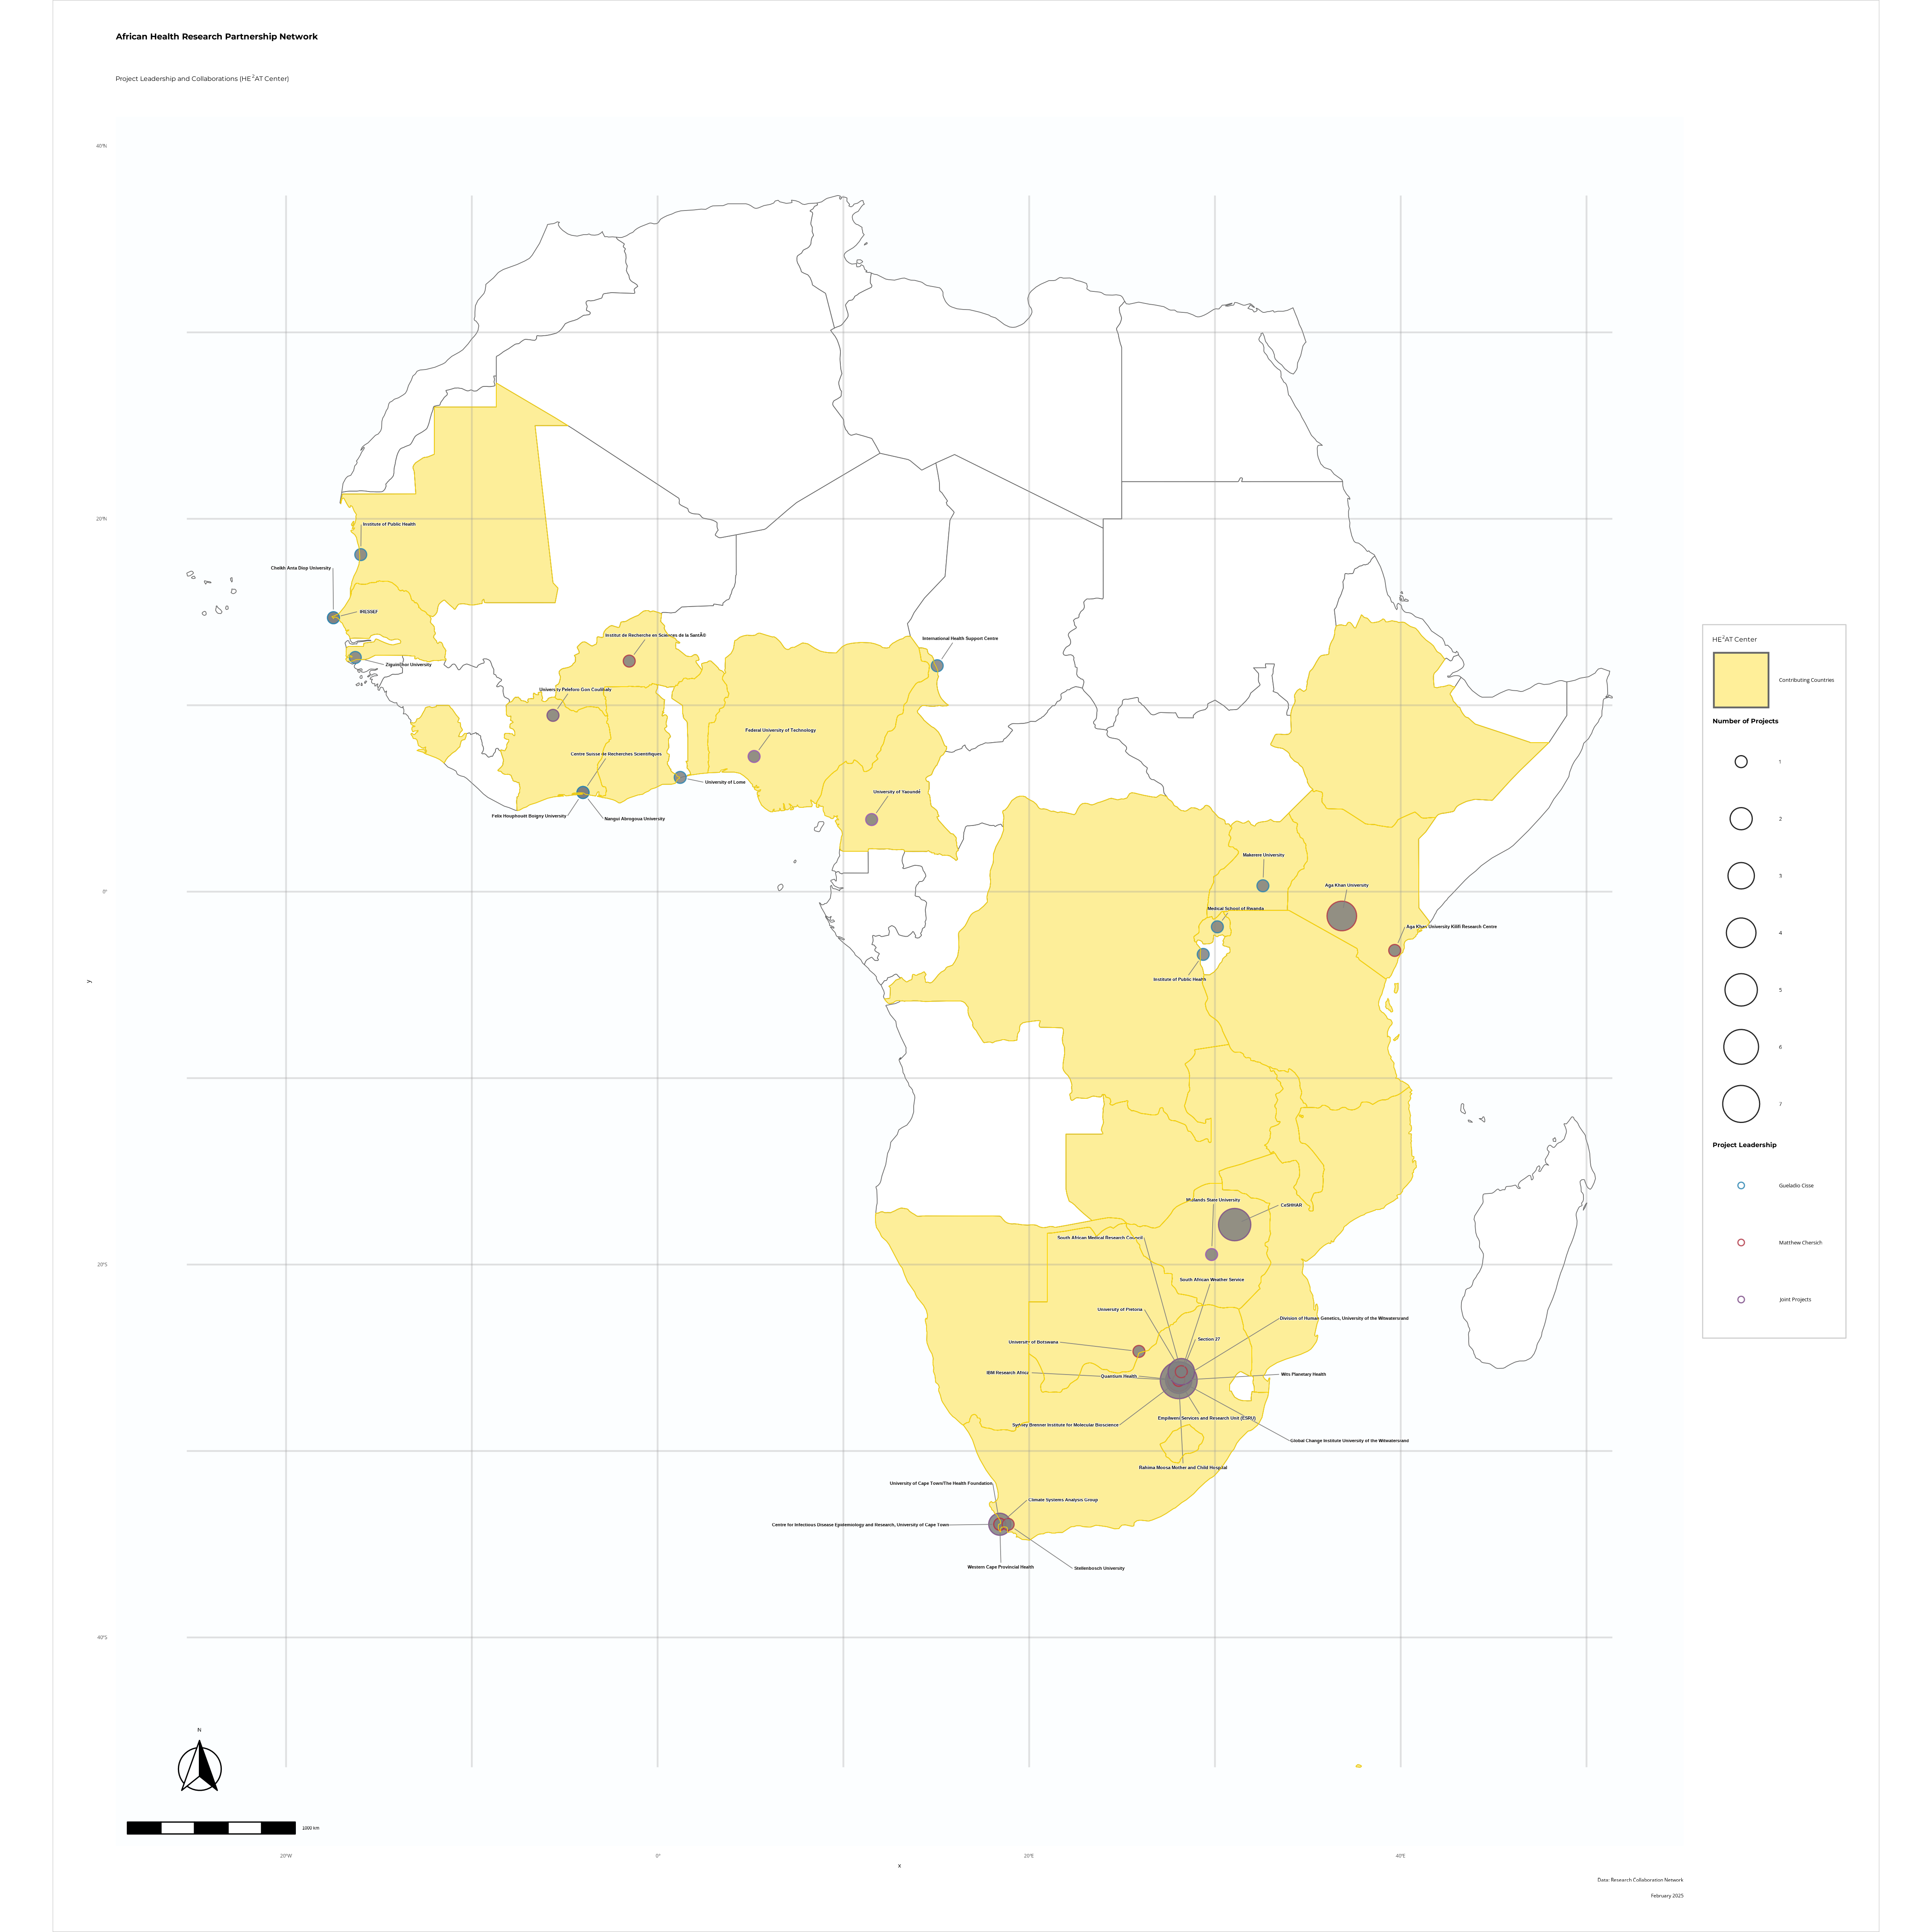 African Health Research Partnership Network
Project Leadership and Collaborations (HE²AT Center)
40°N
20°N
0°
20°S
40°S
y
Institute of Public Health
Cheikh Anta Diop University
IRESSEF
Ziguinchor University
Institut de Recherche en Sciences de la SantÃ©
International Health Support Centre
University Peleforo Gon Coulibaly
Federal University of Technology
Centre Suisse de Recherches Scientifiques
University of Lome
University of Yaoundé
Felix Houphouet Boigny University
Nangui Abrogoua University
Makerere University
Aga Khan University
Medical School of Rwanda
Aga Khan University Kilifi Research Centre
Institute of Public Health
Midlands State University
CeSHHAR
South African Medical Research Council
South African Weather Service
University of Pretoria
Division of Human Genetics, University of the Witwatersrand
Section 27
University of Botswana
IBM Research Africa
Quantium Health
Wits Planetary Health
Empilweni Services and Research Unit (ESRU)
Sydney Brenner Institute for Molecular Bioscience
Global Change Institute University of the Witwatersrand
Rahima Moosa Mother and Child Hospital
University of Cape Town/The Health Foundation
Climate Systems Analysis Group
Centre for Infectious Disease Epidemiology and Research, University of Cape Town
Western Cape Provincial Health
Stellenbosch University
HE²AT Center
Contributing Countries
Number of Projects
1
2
3
4
5
6
7
Project Leadership
Gueladio Cisse
Matthew Chersich
Joint Projects
N
1000 km
20°W
0°
20°E
40°E
x
Data: Research Collaboration Network
February 2025